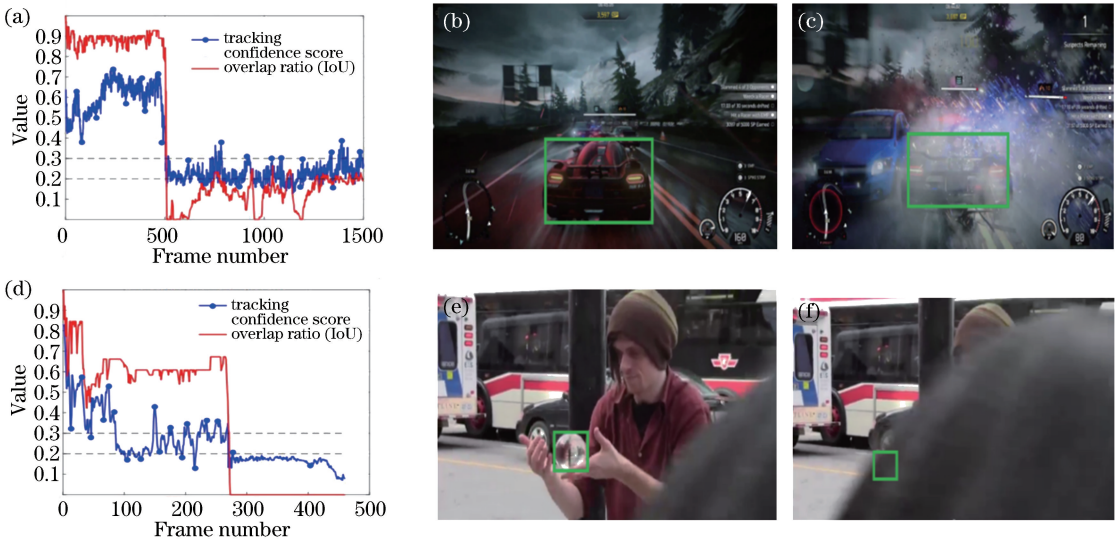 (a)
0.9
0.8
0.7
0.6
0.5
0.4
0.3
0.2
0.1
Value
tracking
confidence score
overlap ratio (IoU)
0 500 1000 1500
Frame number
(b)
(c)
1
Suspects Remaining
160
(d)
0.9
0.8
0.7
0.6
0.5
0.4
0.3
0.2
0.1
Value
tracking
confidence score
overlap ratio (IoU)
0 100 200 300 400 500
Frame number
(e)
(f)